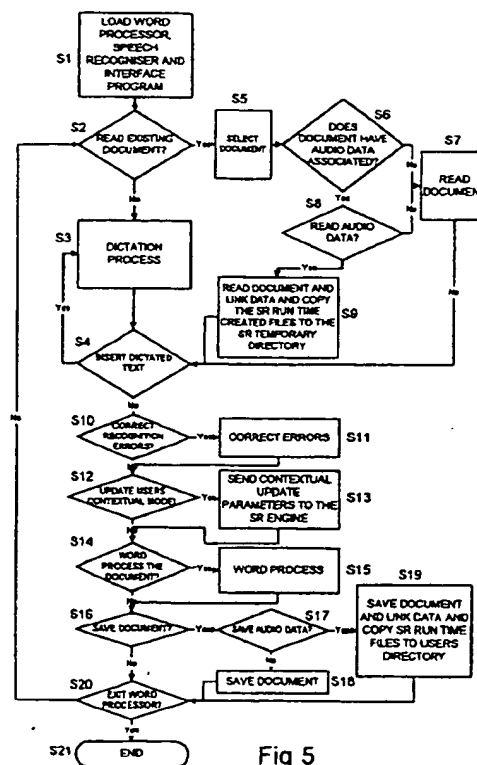 S1
LOAD WORD
PROCESSOR,
SPEECH
RECOGNISER AND
INTERFACE
PROGRAM
S2
READ EXISTING
DOCUMENT?
Yes
S5
SELECT
DOCUMENT
S6
DOES
DOCUMENT HAVE
AUDIO DATA
ASSOCIATED?
No
S7
READ
DOCUMENT
Yes
S8
READ AUDIO
DATA?
No
Yes
No
S3
DICTATION
PROCESS
Yes
READ DOCUMENT AND
LINK DATA AND COPY
THE SR RUN TIME
CREATED FILES TO THE
SR TEMPORARY
DIRECTORY
S9
No
S4
INSERT DICTATED
TEXT
No
No
S10
CORRECT
RECOGNITION
ERRORS?
Yes
CORRECT ERRORS
S11
S12
UPDATE USERS
CONTEXTUAL MODEL
Yes
SEND CONTEXTUAL
UPDATE
PARAMETERS TO THE
SR ENGINE
S13
No
S14
WORD
PROCESS THE
DOCUMENT?
Yes
WORD PROCESS
S15
No
S16
SAVE DOCUMENT?
Yes
S17
SAVE AUDIO DATA?
Yes
S19
SAVE DOCUMENT
AND LINK DATA AND
COPY SR RUN TIME
FILES TO USERS
DIRECTORY
No
No
SAVE DOCUMENT
S18
S20
EXIT WORD
PROCESSOR?
Yes
S21
END
Fig 5